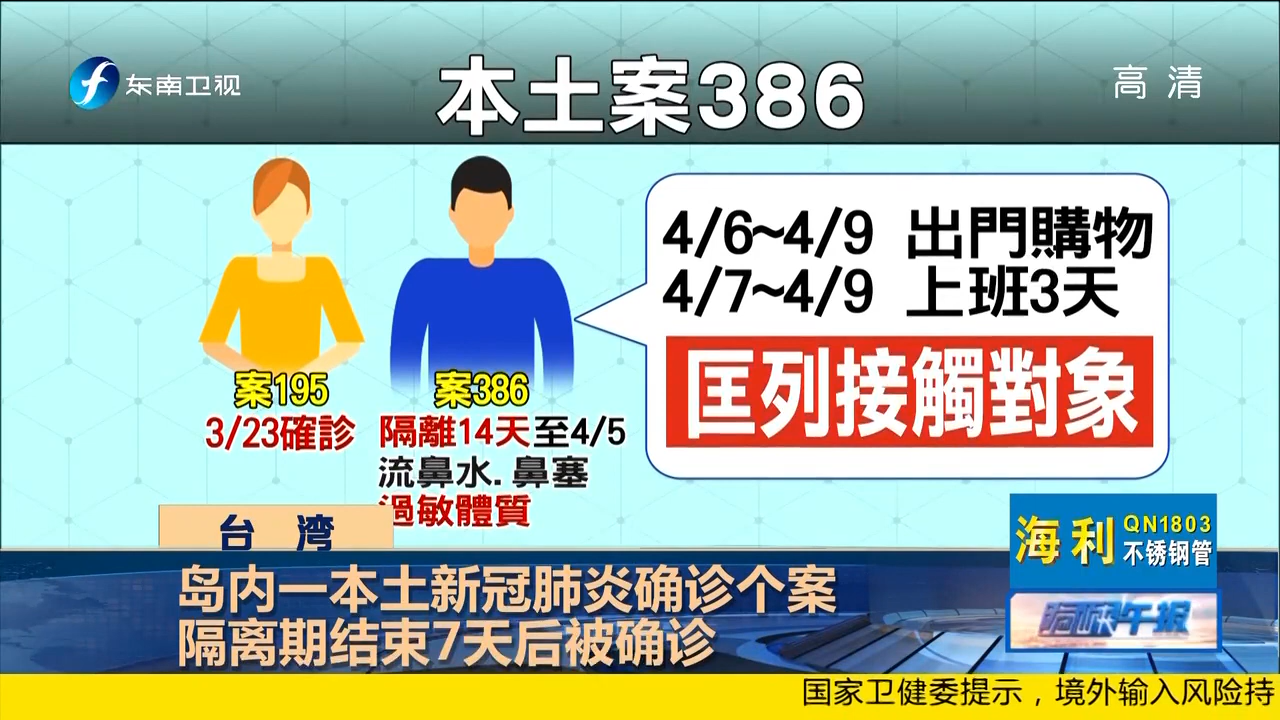 东南卫视
本土案386
高清
4/6~4/9 出門購物
4/7~4/9 上班3天
匡列接觸對象
案195
3/23確診
案386
隔離14天至4/5
流鼻水.鼻塞
過敏體質
台湾
岛内一本土新冠肺炎确诊个案
隔离期结束7天后被确诊
海利
QN1803
不锈钢管
海峡午报
国家卫健委提示，境外输入风险持